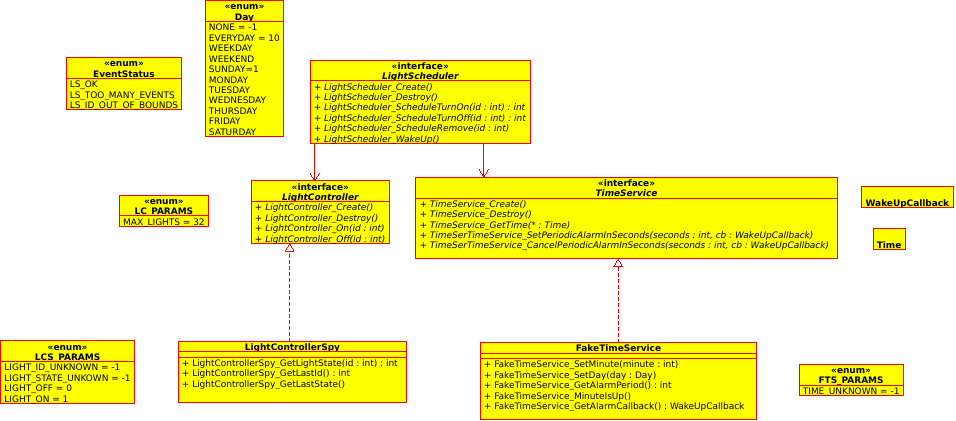 «enum»
Day
NONE = -1
EVERYDAY = 10
WEEKDAY
WEEKEND
SUNDAY=1
MONDAY
TUESDAY
WEDNESDAY
THURSDAY
FRIDAY
SATURDAY
«enum»
EventStatus
LS_OK
LS_TOO_MANY_EVENTS
LS_ID_OUT_OF_BOUNDS
«interface»
LightScheduler
+ LightScheduler_Create()
+ LightScheduler_Destroy()
+ LightScheduler_ScheduleTurnOn(id : int) : int
+ LightScheduler_ScheduleTurnOff(id : int) : int
+ LightScheduler_ScheduleRemove(id : int)
+ LightScheduler_WakeUp()
«enum»
LC_PARAMS
MAX_LIGHTS = 32
«interface»
LightController
+ LightController_Create()
+ LightController_Destroy()
+ LightController_On(id : int)
+ LightController_Off(id : int)
«interface»
TimeService
+ TimeService_Create()
+ TimeService_Destroy()
+ TimeService_GetTime(* : Time)
+ TimeSerTimeService_SetPeriodicAlarmInSeconds(seconds : int, cb : WakeUpCallback)
+ TimeSerTimeService_CancelPeriodicAlarmInSeconds(seconds : int, cb : WakeUpCallback)
WakeUpCallback
Time
«enum»
LCS_PARAMS
LIGHT_ID_UNKNOWN = -1
LIGHT_STATE_UNKOWN = -1
LIGHT_OFF = 0
LIGHT_ON = 1
LightControllerSpy
+ LightControllerSpy_GetLightState(id : int) : int
+ LightControllerSpy_GetLastId() : int
+ LightControllerSpy_GetLastState()
FakeTimeService
+ FakeTimeService_SetMinute(minute : int)
+ FakeTimeService_SetDay(day : Day)
+ FakeTimeService_GetAlarmPeriod() : int
+ FakeTimeService_MinuteIsUp()
+ FakeTimeService_GetAlarmCallback() : WakeUpCallback
«enum»
FTS_PARAMS
TIME_UNKNOWN = -1